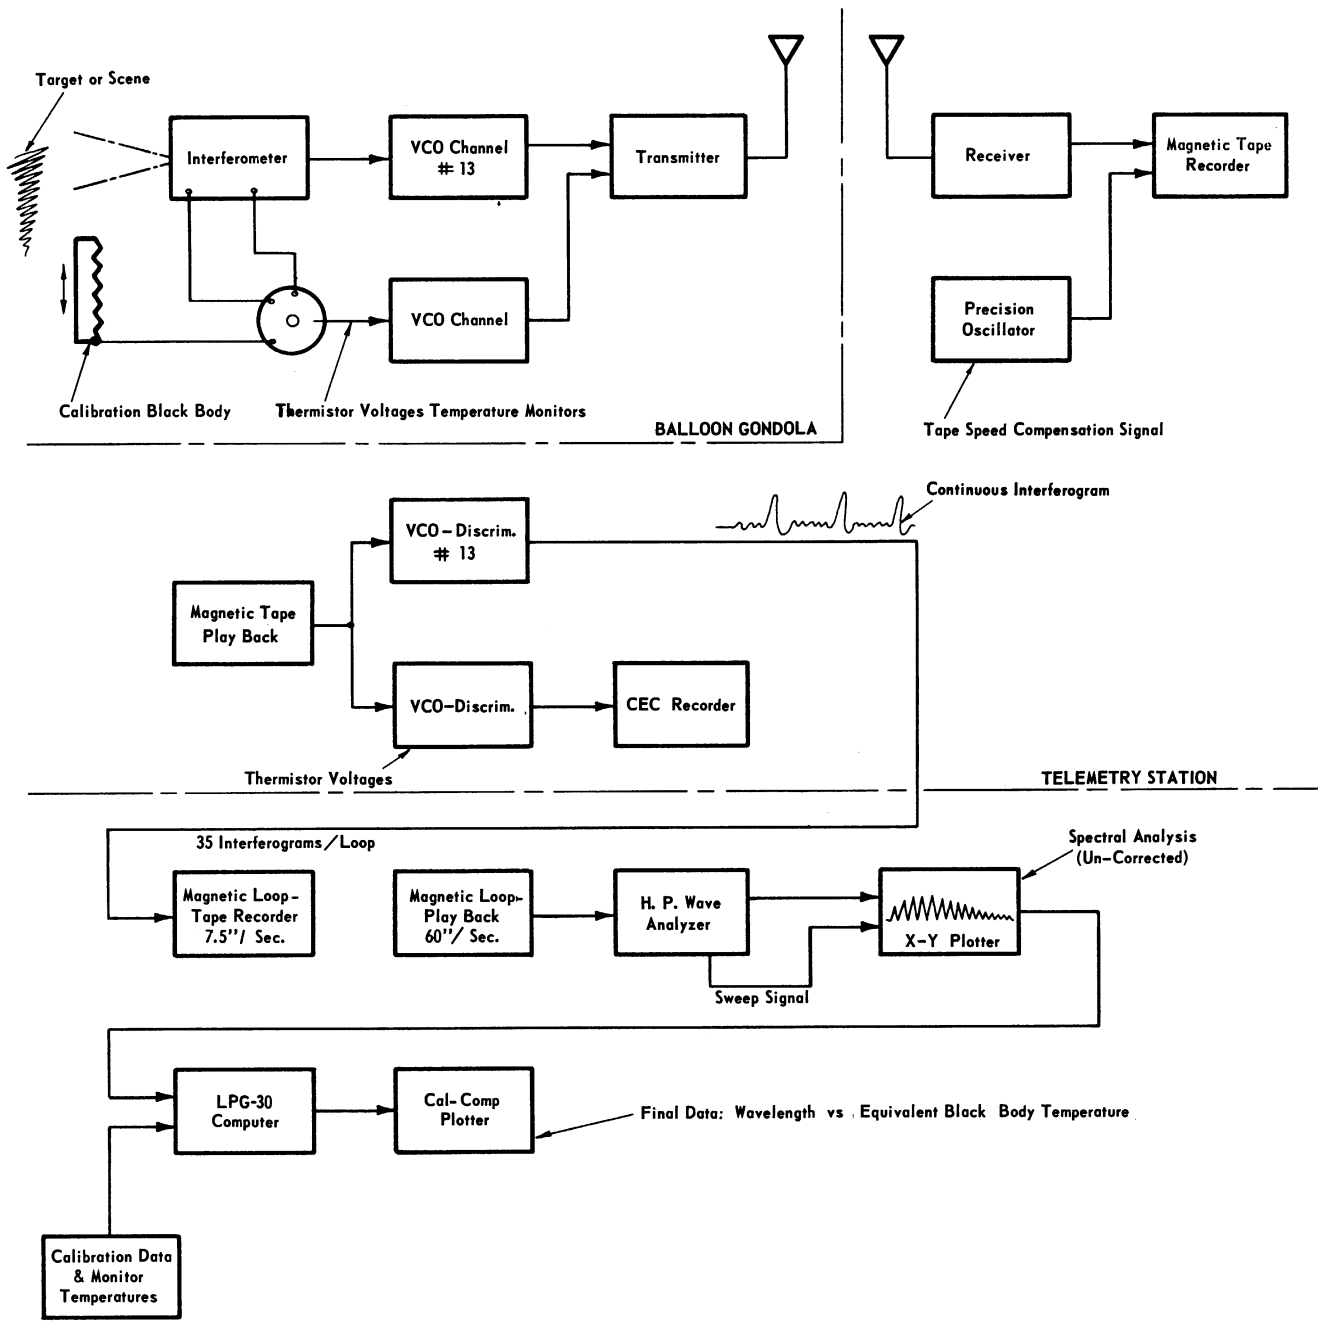 Target or Scene
Interferometer
VCO Channel
# 13
Transmitter
Receiver
Magnetic Tape
Recorder
VCO Channel
Precision
Oscillator
Calibration Black Body
Thermistor Voltages Temperature Monitors
BALLOON GONDOLA
Tape Speed Compensation Signal
Continuous Interferogram
VCO-Discrim.
# 13
Magnetic Tape
Play Back
VCO-Discrim.
CEC Recorder
Thermistor Voltages
TELEMETRY STATION
35 Interferograms/Loop
Spectral Analysis
(Un-Corrected)
Magnetic Loop-
Tape Recorder
7.5"/ Sec.
Magnetic Loop-
Play Back
60"/ Sec.
H. P. Wave
Analyzer
X-Y Plotter
Sweep Signal
LPG-30
Computer
Cal-Comp
Plotter
Final Data: Wavelength vs Equivalent Black Body Temperature
Calibration Data
& Monitor
Temperatures